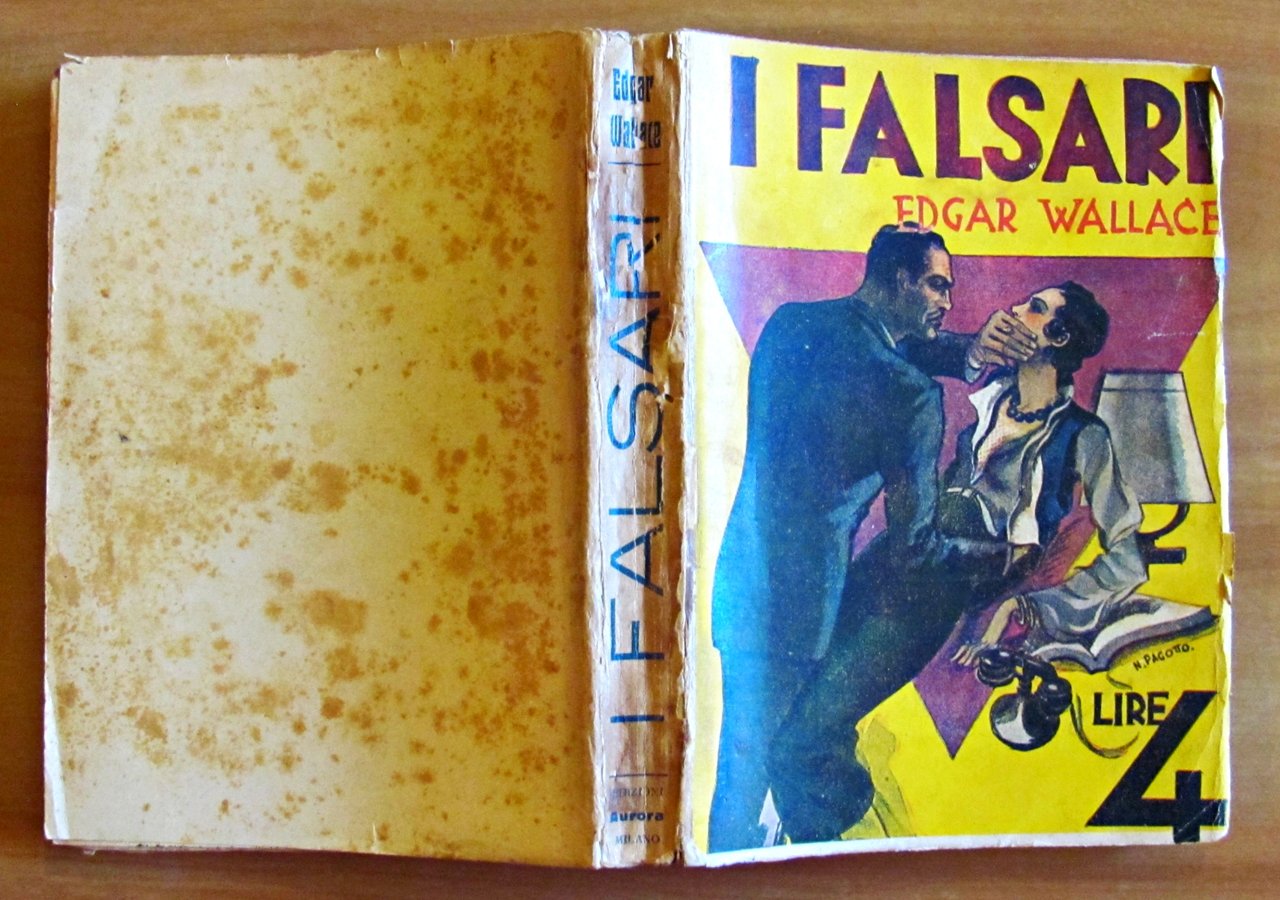 Edgar
Wallace
I FALSARI
EDIZIONI
Aurora
MILANO
I FALSARI
EDGAR WALLACE
N. PAGOTTO.
LIRE
4